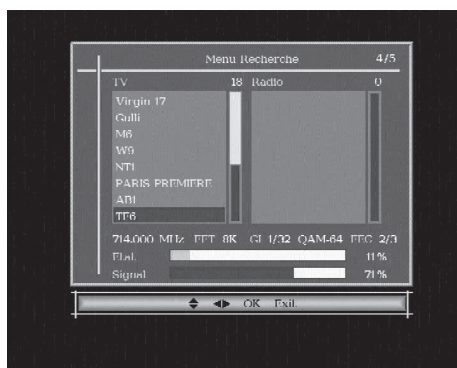 Menu Recherche 4/5
TV 18 Radio 0
Virgin 17
Gulli
M6
W9
NT1
PARIS PREMIERE
AB1
TF6
714.000 MHz FFT 8K GI 1/32 QAM-64 FEC 2/3
Etat 11%
Signal 71%
OK Exit